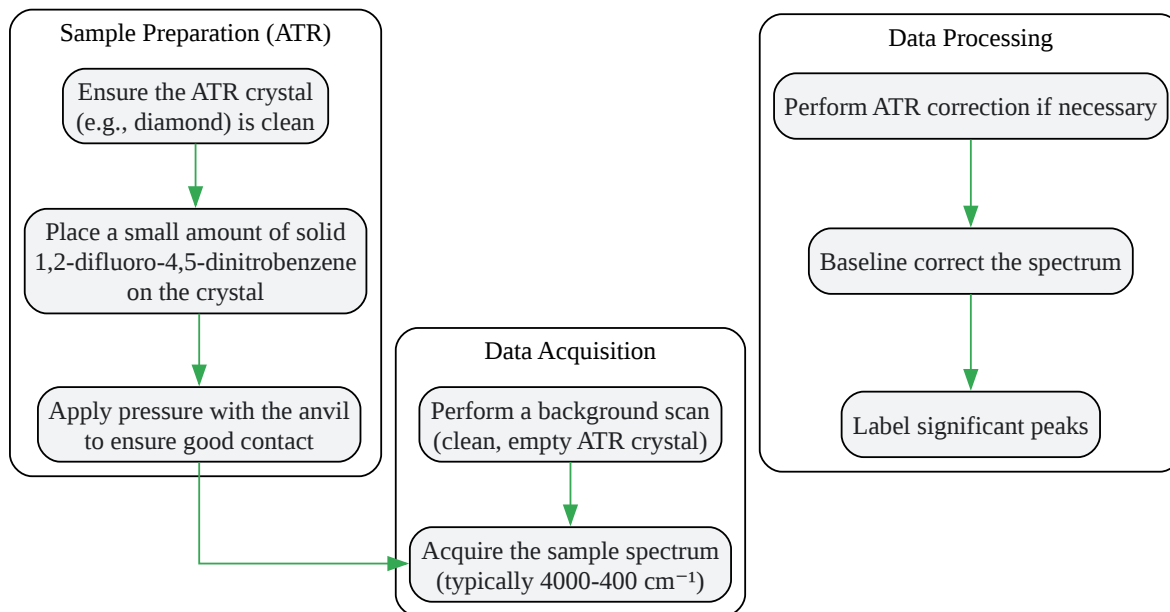 Sample Preparation (ATR)
Ensure the ATR crystal
(e.g., diamond) is clean
Place a small amount of solid
1,2-difluoro-4,5-dinitrobenzene
on the crystal
Apply pressure with the anvil
to ensure good contact
Data Acquisition
Perform a background scan
(clean, empty ATR crystal)
Acquire the sample spectrum
(typically 4000-400 cm⁻¹)
Data Processing
Perform ATR correction if necessary
Baseline correct the spectrum
Label significant peaks